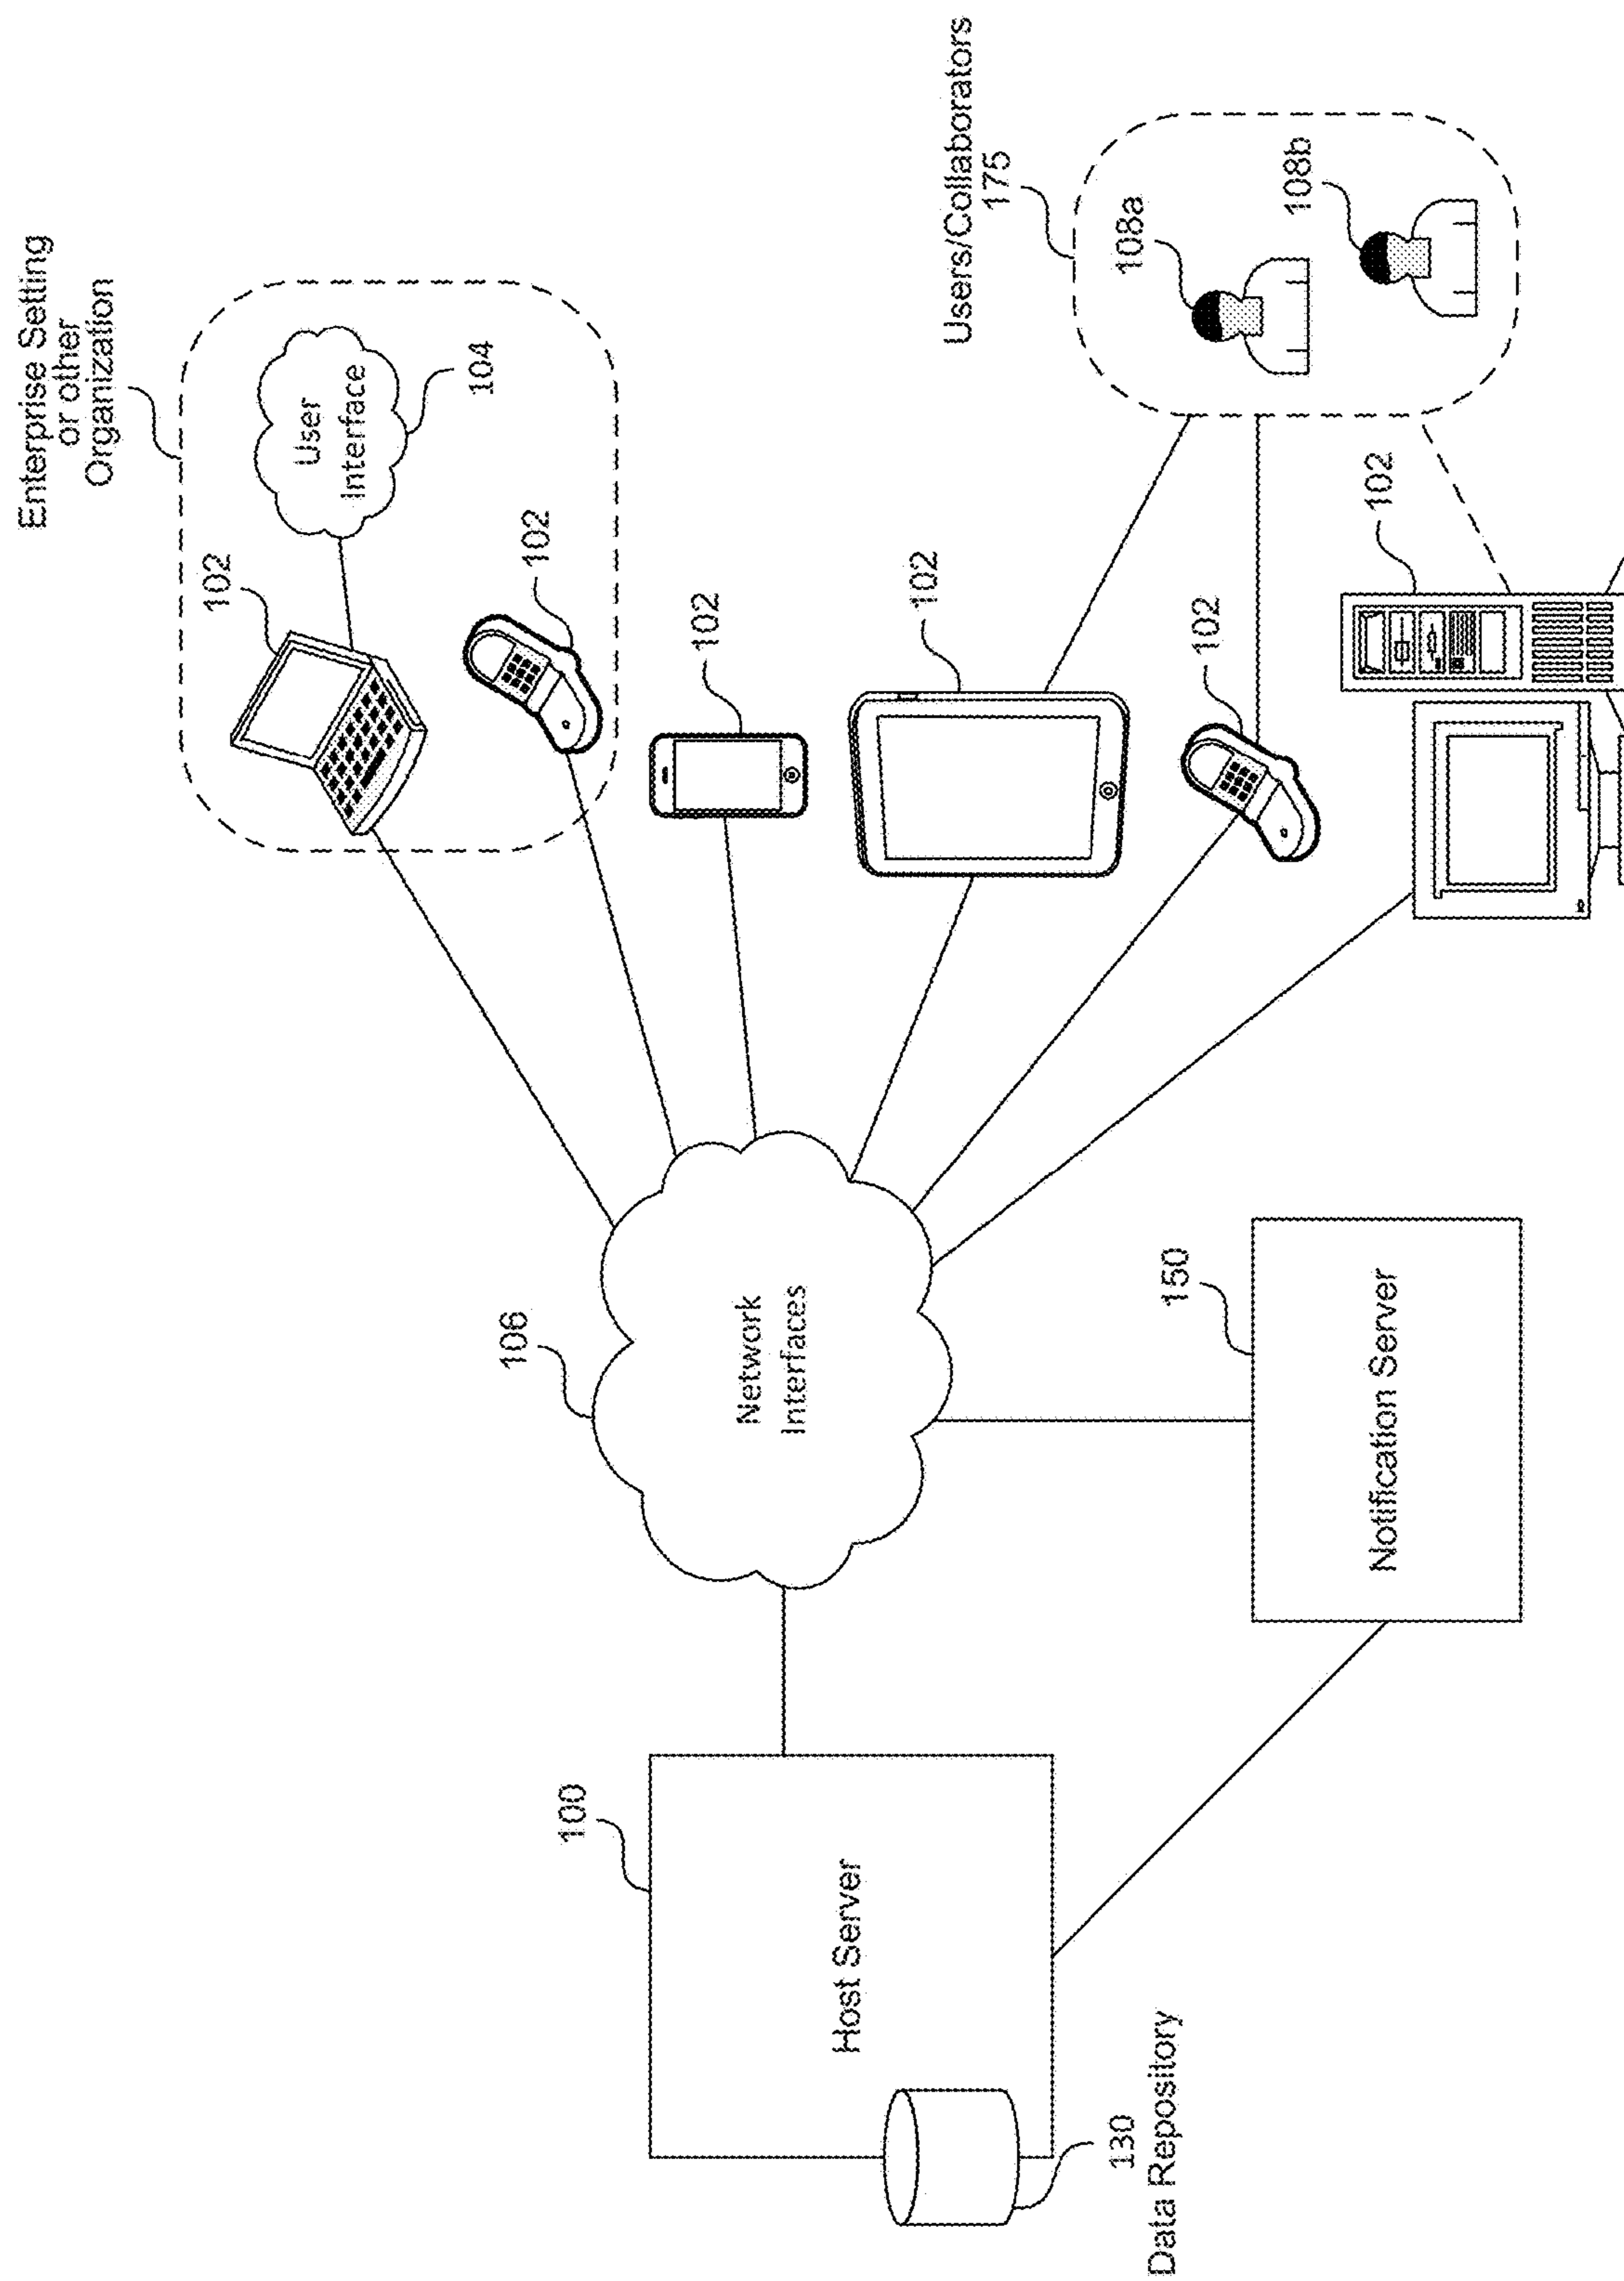 Enterprise Setting
or other
Organization
User
Interface
104
102
102
102
102
102
102
Users/Collaborators
175
108a
108b
106
Network
Interfaces
150
Notification Server
100
Host Server
130
Data Repository